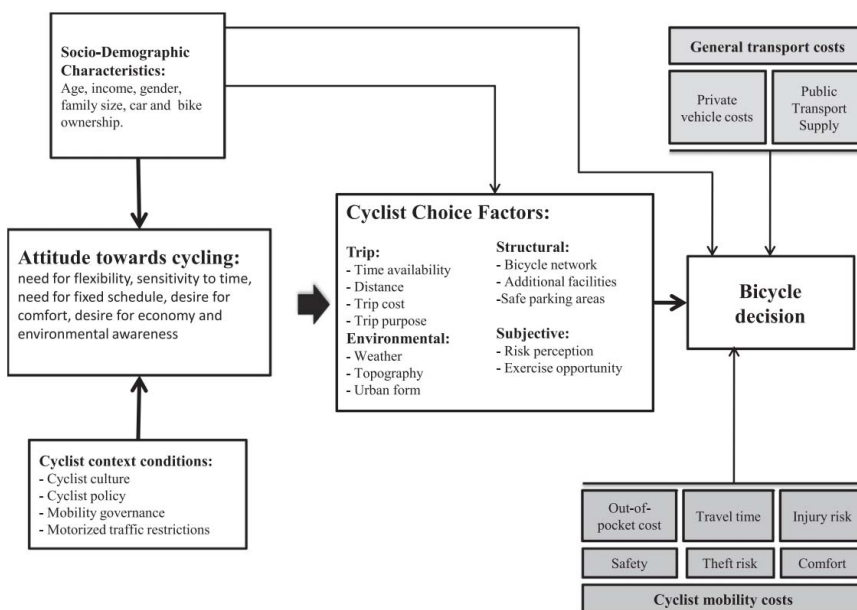 Socio-Demographic
Characteristics:
Age, income, gender,
family size, car and bike
ownership.
General transport costs
Private
vehicle costs
Public
Transport
Supply
Attitude towards cycling:
need for flexibility, sensitivity to time,
need for fixed schedule, desire for
comfort, desire for economy and
environmental awareness
Cyclist Choice Factors:
Trip:
- Time availability
- Distance
- Trip cost
- Trip purpose
Environmental:
- Weather
- Topography
- Urban form
Structural:
- Bicycle network
- Additional facilities
-Safe parking areas
Subjective:
- Risk perception
- Exercise opportunity
Bicycle
decision
Cyclist context conditions:
- Cyclist culture
- Cyclist policy
- Mobility governance
- Motorized traffic restrictions
Out-of-
pocket cost
Travel time
Injury risk
Safety
Theft risk
Comfort
Cyclist mobility costs